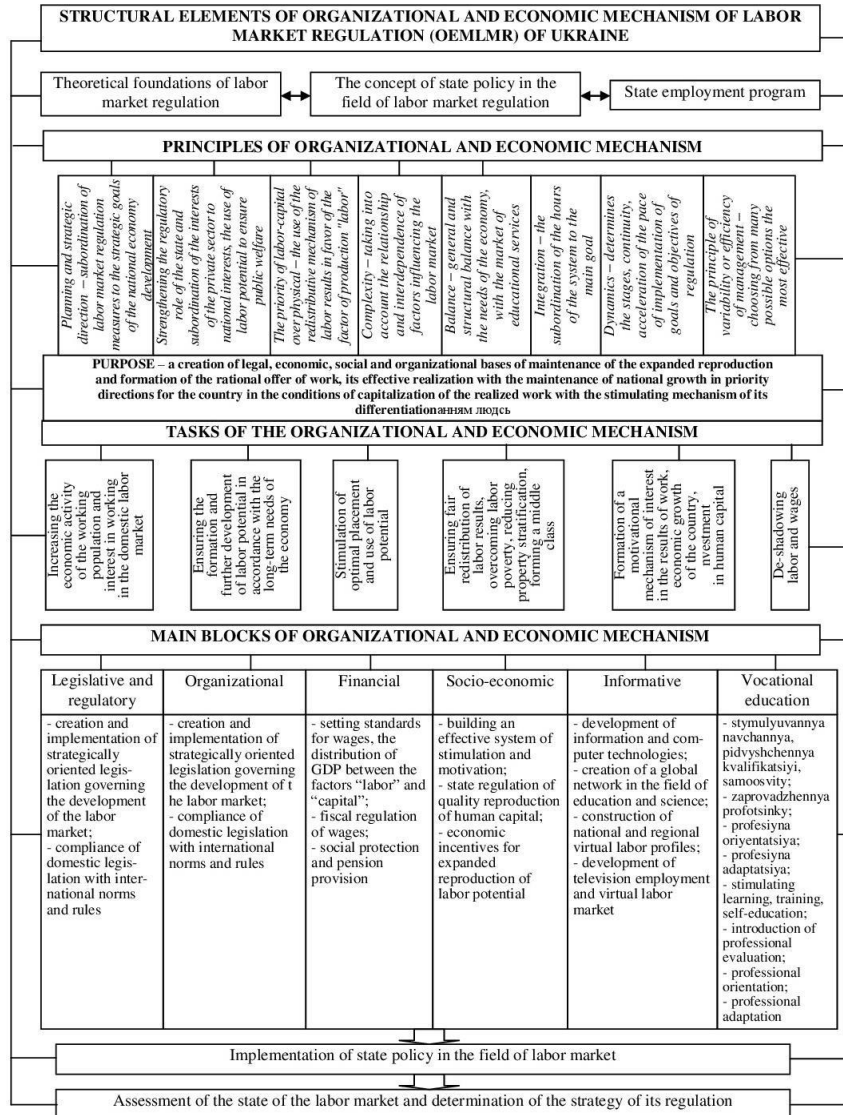 STRUCTURAL ELEMENTS OF ORGANIZATIONAL AND ECONOMIC MECHANISM OF LABOR
MARKET REGULATION (OEMLMR) OF UKRAINE
Theoretical foundations of labor
market regulation
The concept of state policy in the
field of labor market regulation
State employment program
PRINCIPLES OF ORGANIZATIONAL AND ECONOMIC MECHANISM
Planning and strategic
direction – subordination of
labor market regulation
measures to the strategic goals
of the national economy
development
Strengthening the regulatory
role of the state and
subordination of the interests
of the private sector to
national interests, the use of
labor potential to ensure
public welfare
The priority of labor-capital
over physical – the use of the
redistributive mechanism of
labor results in favor of the
factor of production "labor"
Complexity – taking into
account the relationship
and interdependence of
factors influencing the
labor market
Balance – general and
structural balance with
the needs of the economy,
with the market of
educational services
Integration – the
subordination of the hours
of the system to the
main goal
Dynamics – determines
the stages, continuity,
acceleration of the pace
of implementation of
goals and objectives of
regulation
The principle of
variability or efficiency
of management –
choosing from many
possible options the
most effective
PURPOSE – a creation of legal, economic, social and organizational bases of maintenance of the expanded reproduction
and formation of the rational offer of work, its effective realization with the maintenance of national growth in priority
directions for the country in the conditions of capitalization of the realized work with the stimulating mechanism of its
differentiationанням людсь
TASKS OF THE ORGANIZATIONAL AND ECONOMIC MECHANISM
Increasing the
economic activity
of the working
population and
interest in working
in the domestic labor
market
Ensuring the
formation and
further development
of labor potential in
accordance with the
long-term needs of
the economy
Stimulation of
optimal placement
and use of labor
potential
Ensuring fair
redistribution of
labor results,
overcoming labor
poverty, reducing
property stratification,
forming a middle
class
Formation of a
motivational
mechanism of interest
in the results of work,
economic growth
of the country,
nvestment
in human capital
De-shadowing
labor and wages
MAIN BLOCKS OF ORGANIZATIONAL AND ECONOMIC MECHANISM
Legislative and
regulatory
- creation and
implementation of
strategically
oriented legis-
lation governing
the development
of the labor
market;
- compliance of
domestic legis-
lation with inter-
national norms
and rules
Organizational
- creation and
implementation of
strategically oriented
legislation governing
the development of t
he labor market;
- compliance of
domestic legislation
with international
norms and rules
Financial
- setting standards
for wages, the
distribution of
GDP between the
factors “labor” and
“capital”;
- fiscal regulation
of wages;
- social protection
and pension
provision
Socio-economic
- building an
effective system of
stimulation and
motivation;
- state regulation of
quality reproduction
of human capital;
- economic
incentives for
expanded
reproduction of
labor potential
Informative
- development of
information and com-
puter technologies;
- creation of a global
network in the field of
education and science;
- construction of
national and regional
virtual labor profiles;
- development of
television employment
and virtual labor
market
Vocational
education
- stymulyuvannya
navchannya,
pidvyshchennya
kvalifikatsiyi,
samoosvity;
- zaprovadzhennya
profotsinky;
- profesiyna
oriyentatsiya;
- profesiyna
adaptatsiya;
- stimulating
learning, training,
self-education;
- introduction of
professional
evaluation;
- professional
orientation;
- professional
adaptation
Implementation of state policy in the field of labor market
Assessment of the state of the labor market and determination of the strategy of its regulation